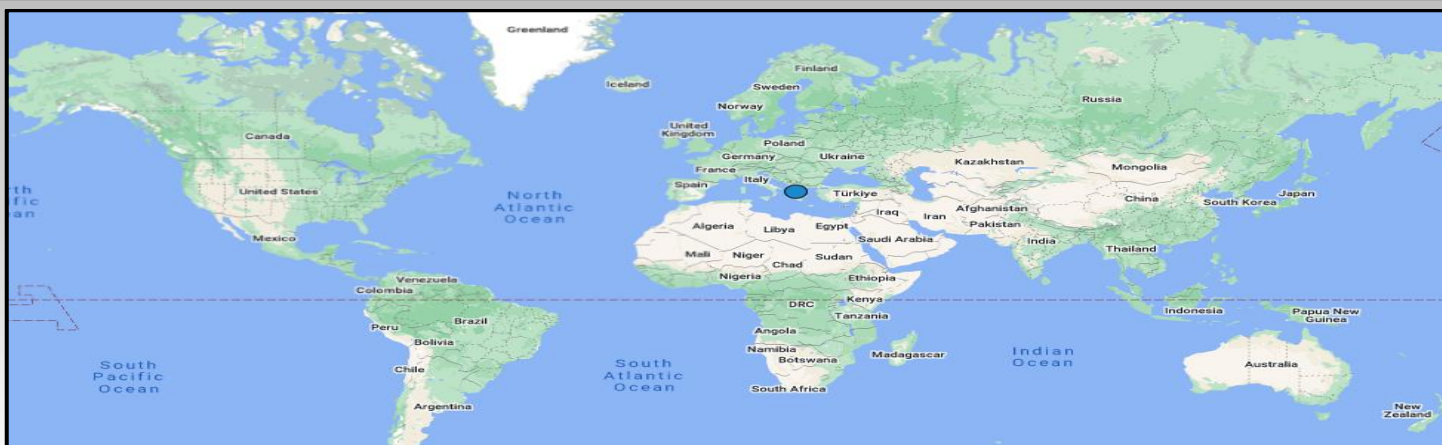 Greenland
Iceland
Finland
Sweden
Norway
Russia
United
Kingdom
Canada
Poland
Germany
Ukraine
France
Kazakhstan
Mongolia
Italy
Spain
Türkiye
United States
North
Atlantic
Ocean
China
Japan
South Korea
Afghanistan
Iraq
Iran
Pakistan
Algeria
Libya
Egypt
Saudi Arabia
India
Mexico
Thailand
Mali
Niger
Chad
Sudan
Nigeria
Ethiopia
Venezuela
Colombia
DRC
Kenya
Tanzania
Indonesia
Papua New
Guinea
Peru
Brazil
Bolivia
Angola
Namibia
Botswana
Madagascar
Indian
Ocean
South
Pacific
Ocean
Chile
South
Atlantic
Ocean
Australia
South Africa
Argentina
New
Zealand